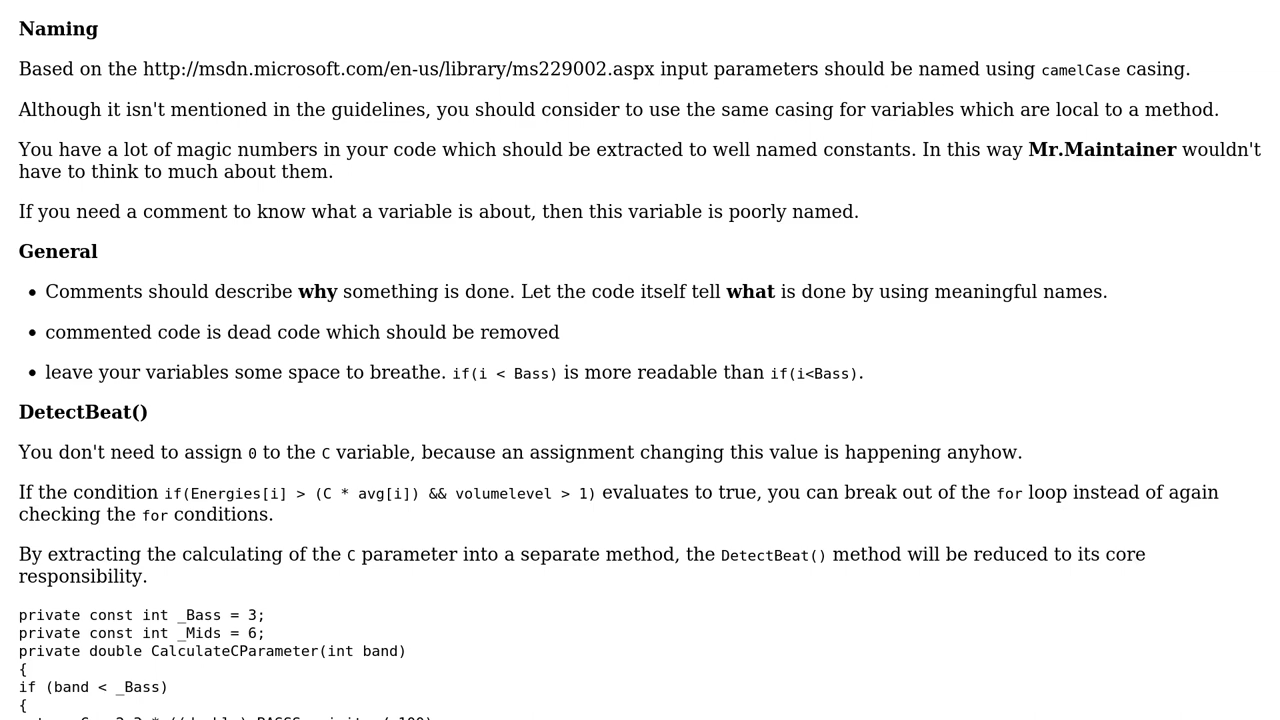 Naming
Based on the http://msdn.microsoft.com/en-us/library/ms229002.aspx input parameters should be named using camelCase casing.
Although it isn't mentioned in the guidelines, you should consider to use the same casing for variables which are local to a method.
You have a lot of magic numbers in your code which should be extracted to well named constants. In this way Mr.Maintainer wouldn't
have to think to much about them.
If you need a comment to know what a variable is about, then this variable is poorly named.
General
• Comments should describe why something is done. Let the code itself tell what is done by using meaningful names.
• commented code is dead code which should be removed
• leave your variables some space to breathe. if(i < Bass) is more readable than if(i<Bass).
DetectBeat()
You don't need to assign 0 to the C variable, because an assignment changing this value is happening anyhow.
If the condition if(Energies[i] > (C * avg[i]) && volumelevel > 1) evaluates to true, you can break out of the for loop instead of again
checking the for conditions.
By extracting the calculating of the C parameter into a separate method, the DetectBeat() method will be reduced to its core
responsibility.
private const int _Bass = 3;
private const int _Mids = 6;
private double CalculateCParameter(int band)
{
if (band < _Bass)
{